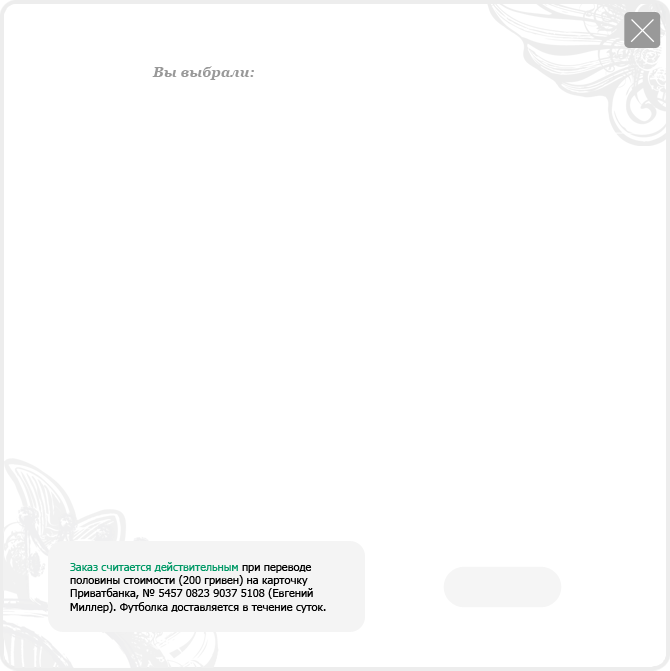 Вы выбрали:
Заказ считается действительным при переводе
половины стоимости (200 гривен) на карточку
Приватбанка, № 5457 0823 9037 5108 (Евгений
Миллер). Футболка доставляется в течение суток.